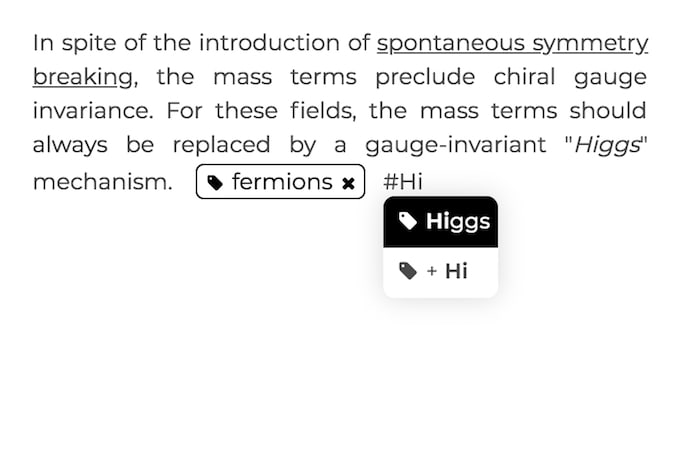 In spite of the introduction of spontaneous symmetry
breaking, the mass terms preclude chiral gauge
invariance. For these fields, the mass terms should
always be replaced by a gauge-invariant "Higgs"
mechanism. fermions × #Hi
Higgs
+ Hi